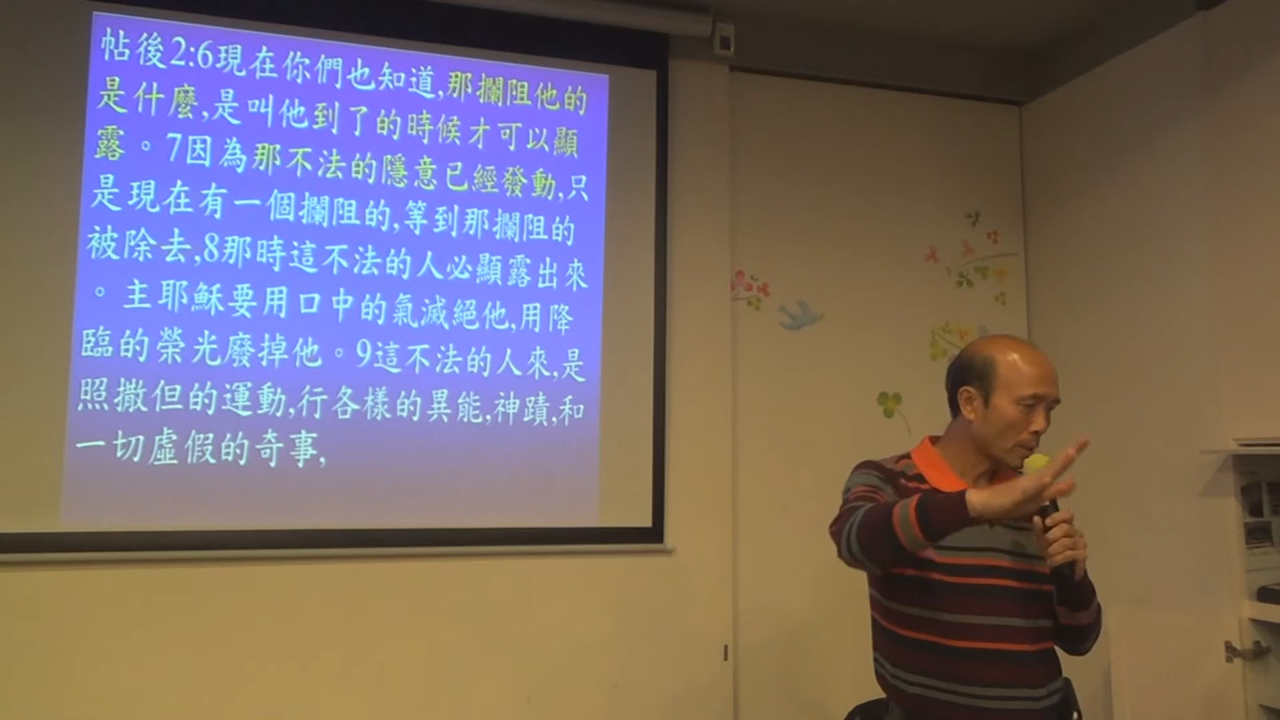 帖後2:6現在你們也知道,那攔阻他的
是什麼,是叫他到了的時候才可以顯
露。7因為那不法的隱意已經發動,只
是現在有一個攔阻的,等到那攔阻的
被除去,8那時這不法的人必顯露出來
。主耶穌要用口中的氣滅絕他,用降
臨的榮光廢掉他。9這不法的人來,是
照撒但的運動,行各樣的異能,神蹟,和
一切虛假的奇事,